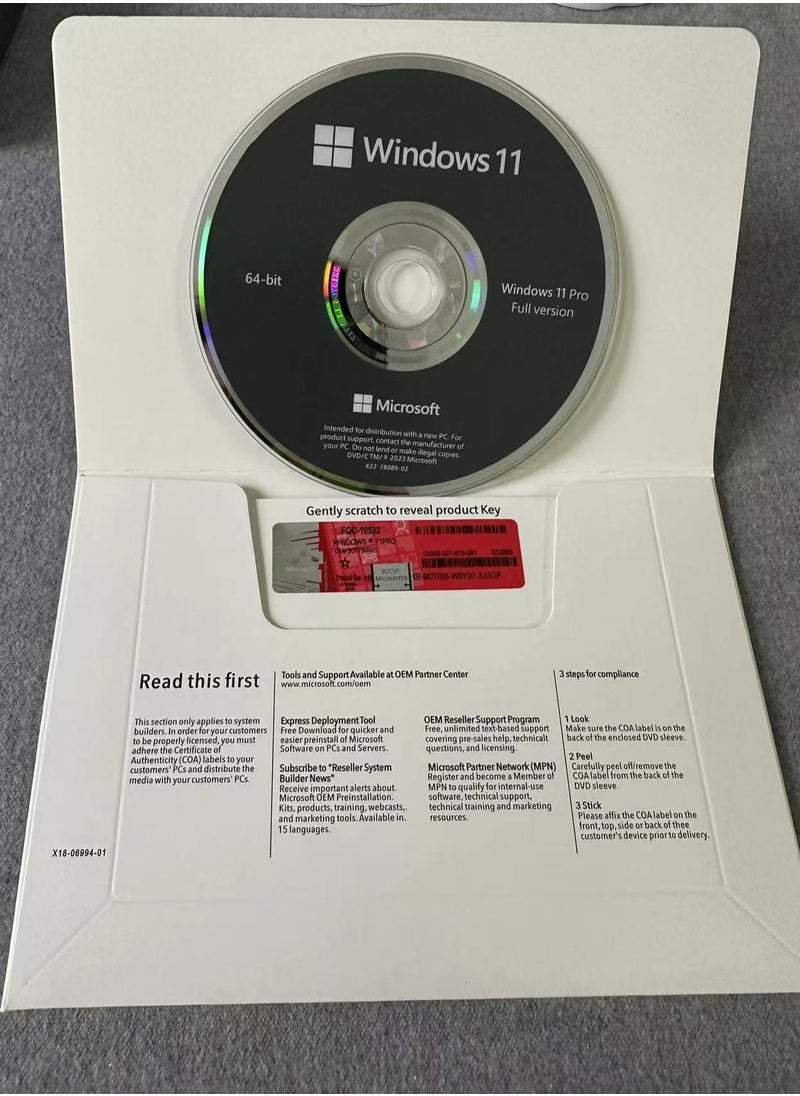 Windows 11
64-bit
Windows 11 Pro
Full version
Microsoft
Intended for distribution with a new PC. For
product support, contact the manufacturer of
your PC. Do not lend or make illegal copies.
DVD/CTM/ 2023 Microsoft
X22 78089-02
Gently scratch to reveal product Key
FQC-10532
WINDOWS 11PRO
OEM SOFTWARE
Product Key
Microsoft
Read this first
This section only applies to system
builders. In order for your customers
to be properly licensed, you must
adhere the Certificate of
Authenticity (COA) labels to your
customers' PCs and distribute the
media with your customers' PCs.
X18-06994-01
Tools and Support Available at OEM Partner Center
www.microsoft.com/oem
Express Deployment Tool
Free Download for quicker and
easier preinstall of Microsoft
Software on PCs and Servers.
Subscribe to "Reseller System
Builder News"
Receive important alerts about.
Microsoft OEM Preinstallation.
Kits, products, training, webcasts,
and marketing tools. Available in.
15 languages.
OEM Reseller Support Program
Free, unlimited text-based support
covering pre-sales help, technicalt
questions, and licensing.
Microsoft Partner Network (MPN)
Register and become a Member of
MPN to qualify for internal-use
software, technical support,
technical training and marketing
resources.
3 steps for compliance
1 Look
Make sure the COA label is on the
back of the enclosed DVD sleeve.
2 Peel
Carefully peel off/remove the
COA label from the back of the
DVD sleeve.
3 Stick
Please affix the COA label on the
front, top, side or back of thee
customer's device prior to delivery.